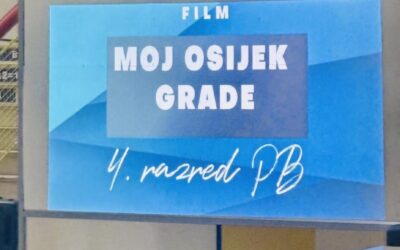 FILM
MOJ OSIJEK
GRADE
4. razred PB